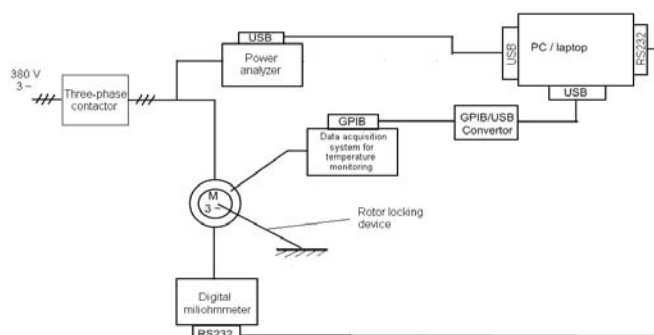 380 V
3 ~
Three-phase
contactor
USB
Power
analyzer
USB
PC / laptop
RS232
USB
GPIB
Data acquisition
system for
temperature
monitoring
GPIB/USB
Convertor
M
3 ~
Rotor locking
device
Digital
miliohmmeter
RS232